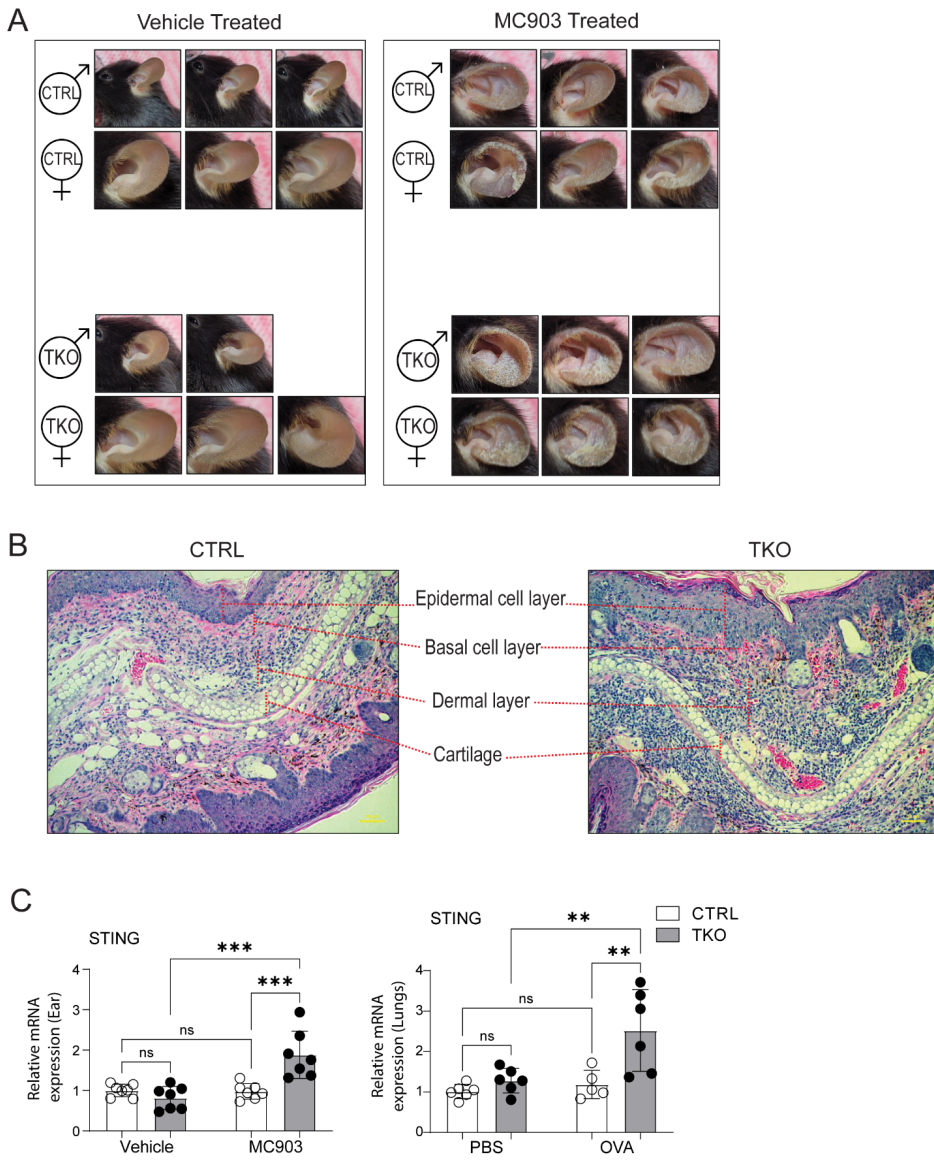 A
Vehicle Treated
MC903 Treated
CTRL
CTRL
CTRL
CTRL
TKO
TKO
TKO
TKO
B
CTRL
TKO
Epidermal cell layer
Basal cell layer
Dermal layer
Cartilage
C
STING
Relative mRNA
expression (Ear)
4
3
2
1
0
ns
ns
***
***
Vehicle
MC903
STING
Relative mRNA
expression (Lungs)
4
3
2
1
0
ns
ns
**
**
PBS
OVA
CTRL
TKO